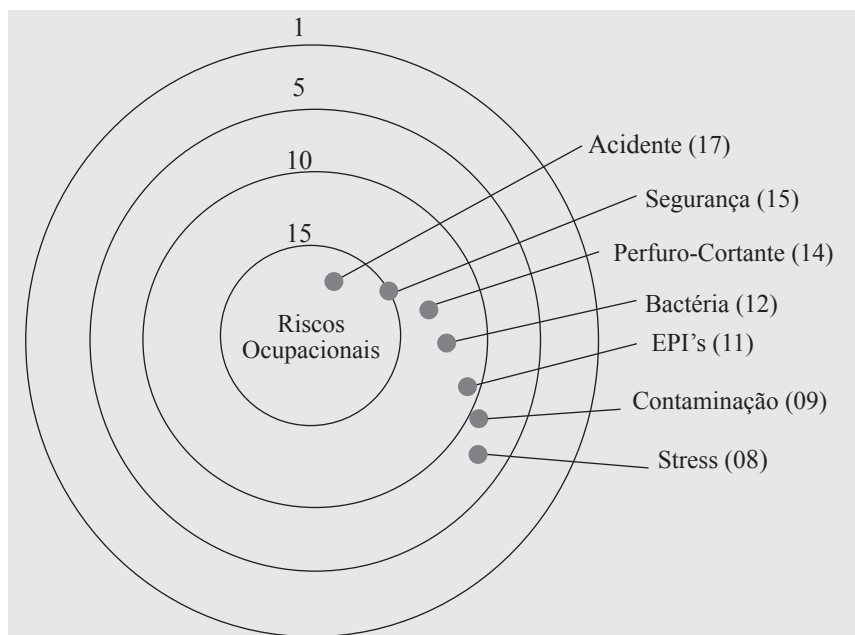 1
5
10
15
Acidente (17)
Segurança (15)
Perfuro-Cortante (14)
Bactéria (12)
EPI’s (11)
Contaminação (09)
Stress (08)
Riscos
Ocupacionais